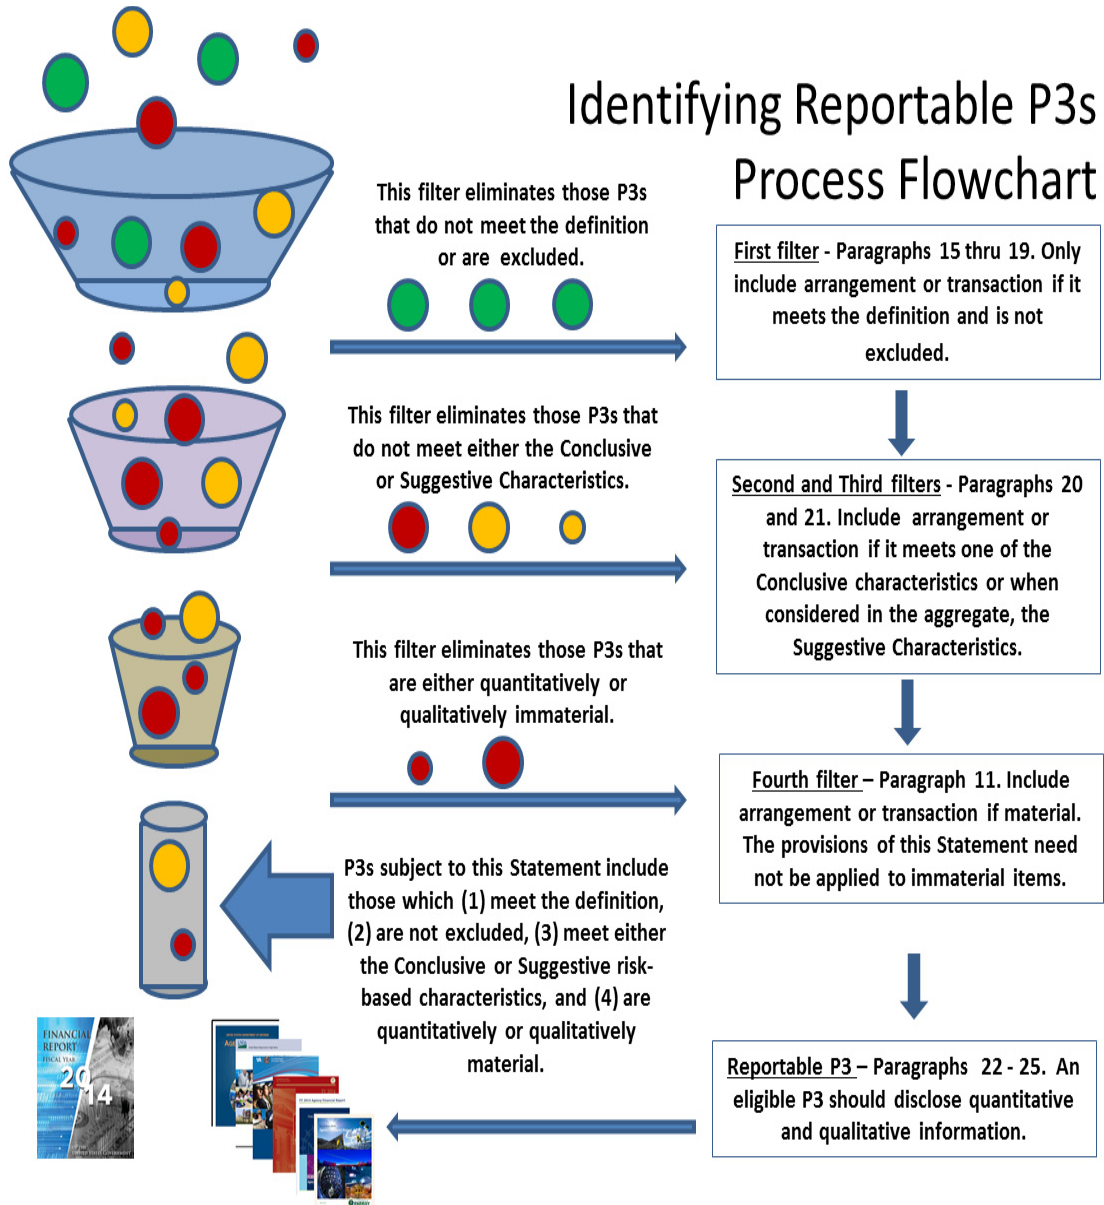 Identifying Reportable P3s
Process Flowchart
This filter eliminates those P3s
that do not meet the definition
or are excluded.
First filter - Paragraphs 15 thru 19. Only
include arrangement or transaction if it
meets the definition and is not
excluded.
This filter eliminates those P3s that
do not meet either the Conclusive
or Suggestive Characteristics.
Second and Third filters - Paragraphs 20
and 21. Include arrangement or
transaction if it meets one of the
Conclusive characteristics or when
considered in the aggregate, the
Suggestive Characteristics.
This filter eliminates those P3s that
are either quantitatively or
qualitatively immaterial.
Fourth filter – Paragraph 11. Include
arrangement or transaction if material.
The provisions of this Statement need
not be applied to immaterial items.
P3s subject to this Statement include
those which (1) meet the definition,
(2) are not excluded, (3) meet either
the Conclusive or Suggestive risk-
based characteristics, and (4) are
quantitatively or qualitatively
material.
Reportable P3 – Paragraphs 22 - 25. An
eligible P3 should disclose quantitative
and qualitative information.
FINANCIAL
REPORT
FISCAL YEAR
20
14
UNITED STATES GOVERNMENT